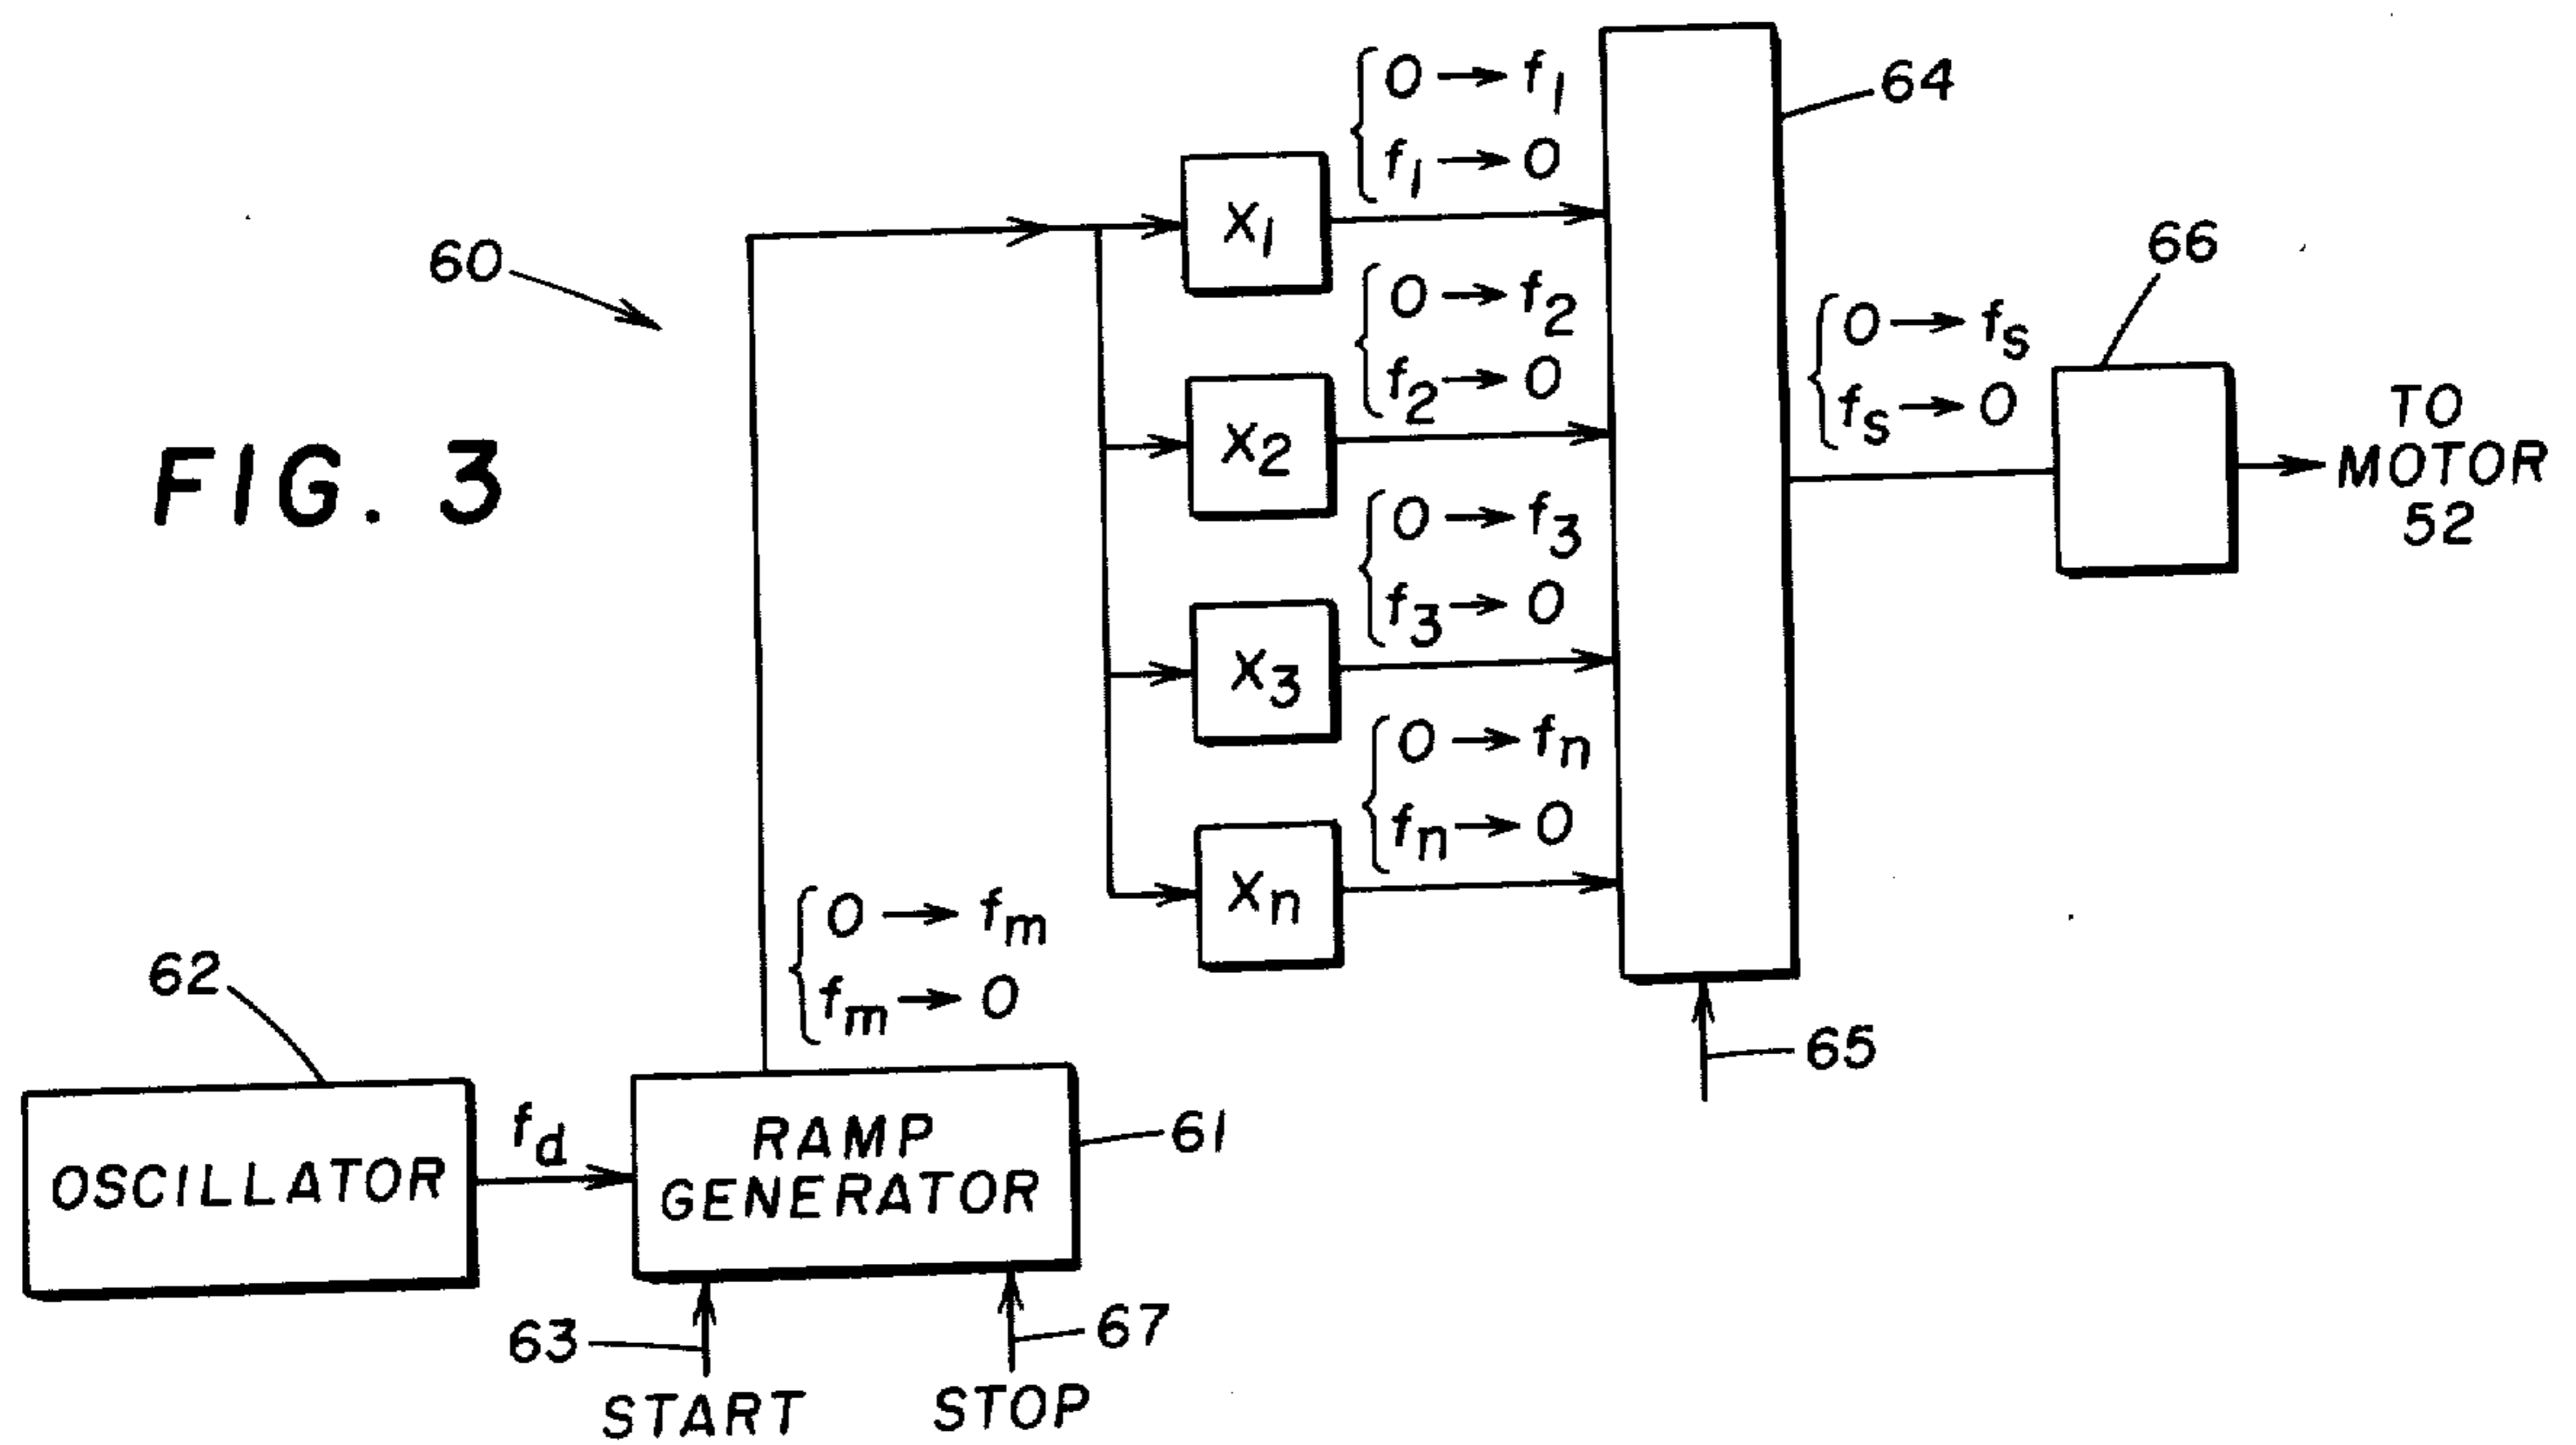 FIG. 3
60
0 → f1
f1 → 0
X1
0 → f2
f2 → 0
X2
0 → f3
f3 → 0
X3
0 → fn
fn → 0
Xn
64
65
0 → fs
fs → 0
66
TO
MOTOR
52
0 → fm
fm → 0
62
OSCILLATOR
fd
RAMP
GENERATOR
61
63
START
67
STOP